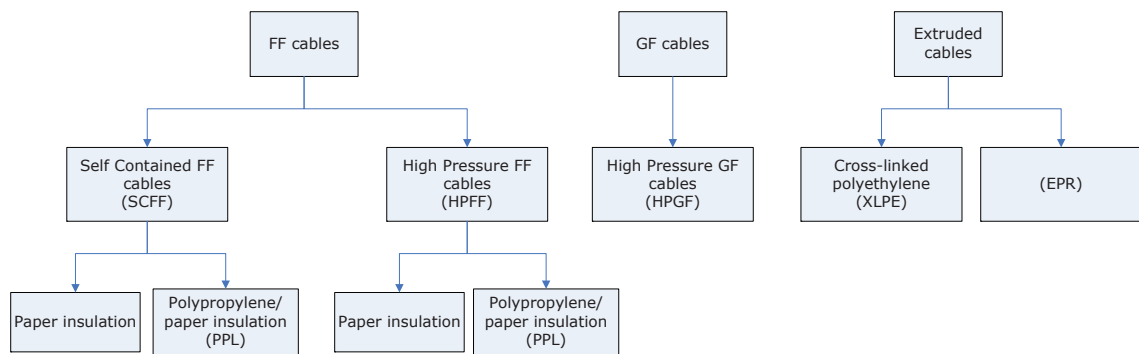 FF cables
GF cables
Extruded
cables
Self Contained FF
cables
(SCFF)
High Pressure FF
cables
(HPFF)
High Pressure GF
cables
(HPGF)
Cross-linked
polyethylene
(XLPE)
(EPR)
Paper insulation
Polypropylene/
paper insulation
(PPL)
Paper insulation
Polypropylene/
paper insulation
(PPL)